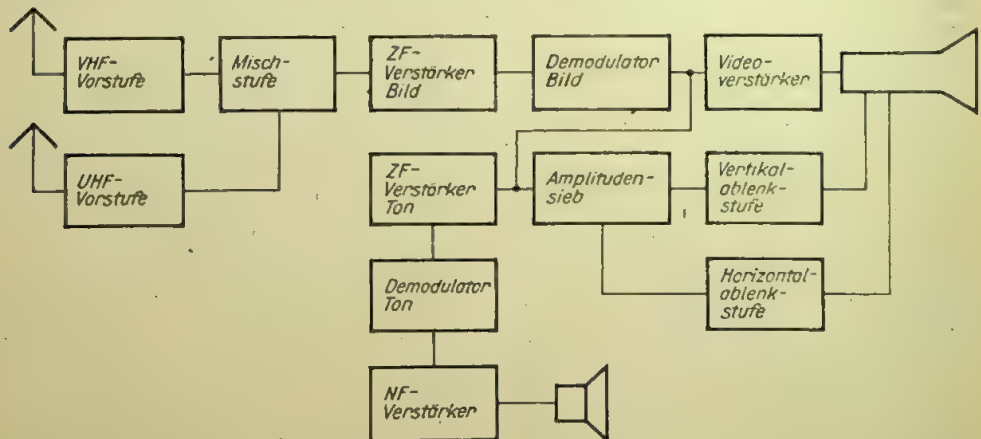 VHF-
Vorstufe
Misch-
stufe
ZF-
Verstärker
Bild
Demodulator
Bild
Video-
verstärker
UHF-
Vorstufe
ZF-
Verstärker
Ton
Amplituden-
sieb
Vertikal-
ablenk-
stufe
Demodulator
Ton
Horizontal-
ablenk-
stufe
NF-
Verstärker